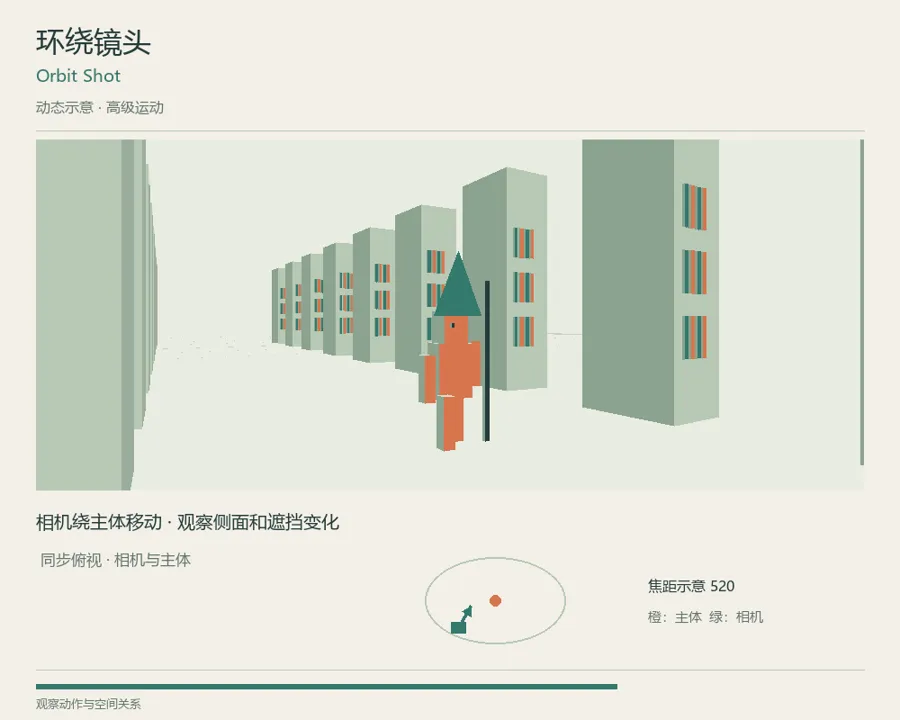 环绕镜头
Orbit Shot
动态示意 · 高级运动
相机绕主体移动 · 观察侧面和遮挡变化
同步俯视 · 相机与主体
焦距示意 520
橙：主体 绿：相机
观察动作与空间关系